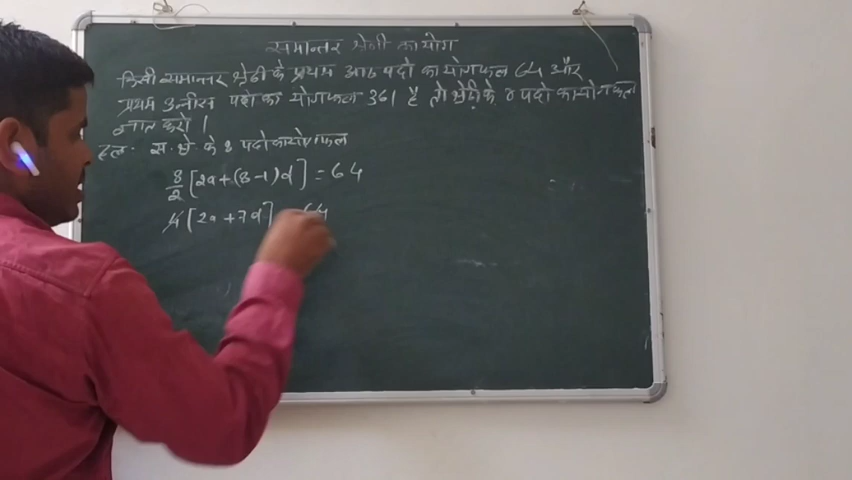 समान्तर श्रेणी का योग
किसी समान्तर श्रेढी के प्रथम आठ पदो का योगफल 64 और
प्रथम उन्नीस पदो का योगफल 361 है तो श्रेढी के n पदो का योगफल
ज्ञात करो ।
हल- स. श्रे. के 8 पदो का योगफल
8/2 [2a+(8-1)d] = 64
4[2a+7d] 64